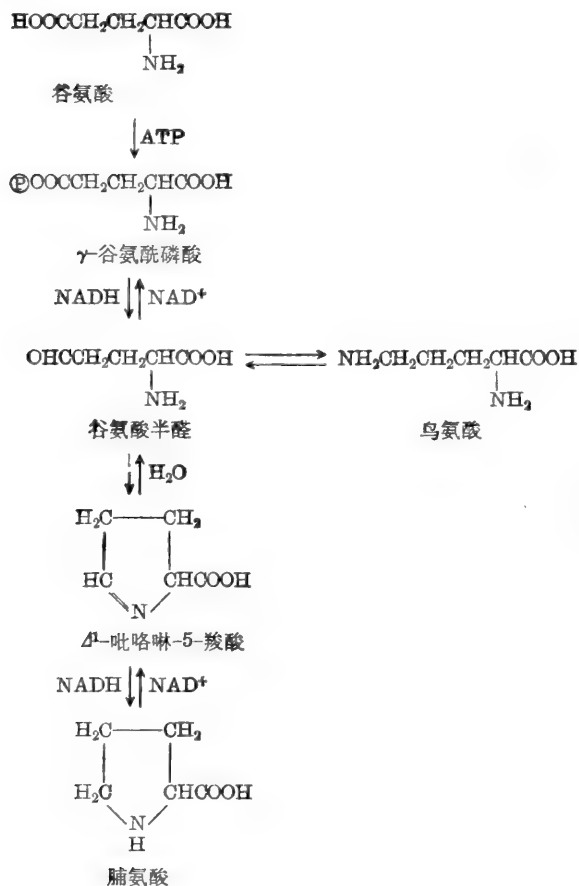 HOOCCH₂CH₂CHCOOH
NH₂
谷氨酸
ATP
ⓅOOCCH₂CH₂CHCOOH
NH₂
γ-谷氨酰磷酸
NADH NAD⁺
OHCCH₂CH₂CHCOOH NH₂CH₂CH₂CH₂CHCOOH
NH₂ NH₂
谷氨酸半醛 鸟氨酸
H₂O
H₂C CH₂
HC CHCOOH
N
Δ¹-吡咯啉-5-羧酸
NADH NAD⁺
H₂C CH₂
H₂C CHCOOH
N
H
脯氨酸